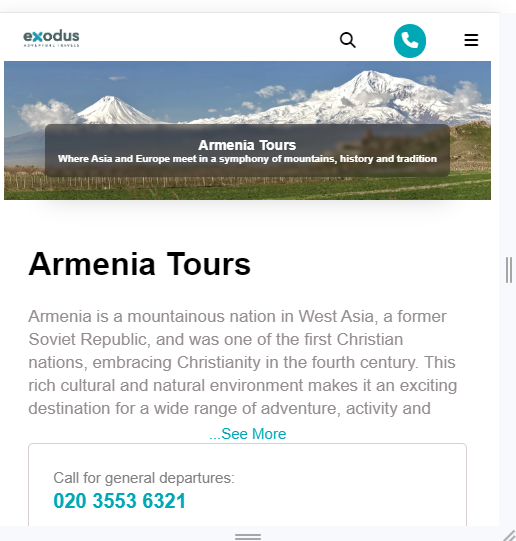 exodus
ADVENTURE TRAVELS
Armenia Tours
Where Asia and Europe meet in a symphony of mountains, history and tradition
Armenia Tours
Armenia is a mountainous nation in West Asia, a former
Soviet Republic, and was one of the first Christian
nations, embracing Christianity in the fourth century. This
rich cultural and natural environment makes it an exciting
destination for a wide range of adventure, activity and
...See More
Call for general departures:
020 3553 6321